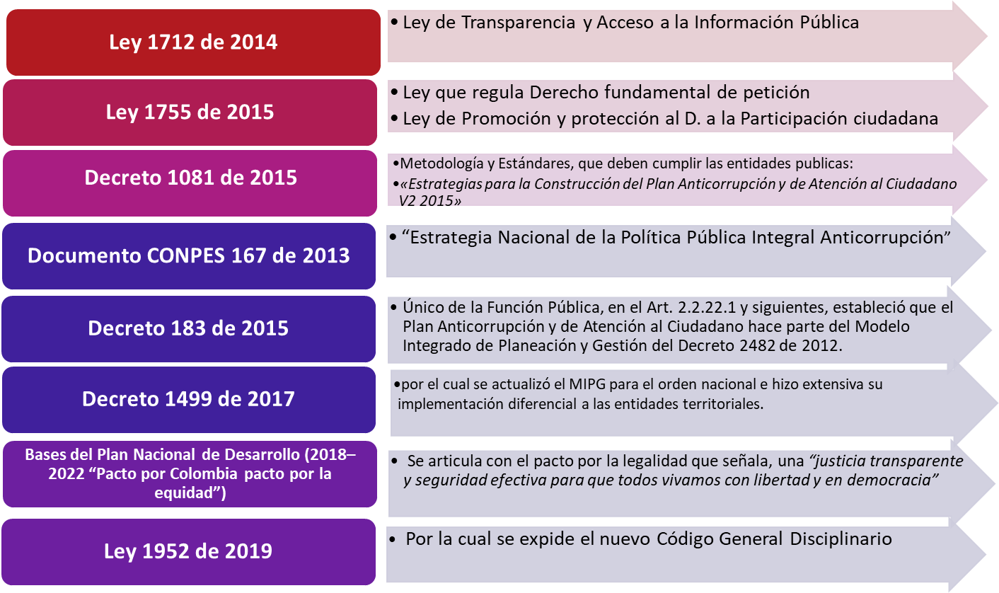 Ley 1712 de 2014
• Ley de Transparencia y Acceso a la Información Pública
Ley 1755 de 2015
• Ley que regula Derecho fundamental de petición
• Ley de Promoción y protección al D. a la Participación ciudadana
Decreto 1081 de 2015
•Metodología y Estándares, que deben cumplir las entidades publicas:
•«Estrategias para la Construcción del Plan Anticorrupción y de Atención al Ciudadano
V2 2015»
Documento CONPES 167 de 2013
• “Estrategia Nacional de la Política Pública Integral Anticorrupción”
Decreto 183 de 2015
• Único de la Función Pública, en el Art. 2.2.22.1 y siguientes, estableció que el
Plan Anticorrupción y de Atención al Ciudadano hace parte del Modelo
Integrado de Planeación y Gestión del Decreto 2482 de 2012.
Decreto 1499 de 2017
•por el cual se actualizó el MIPG para el orden nacional e hizo extensiva su
implementación diferencial a las entidades territoriales.
Bases del Plan Nacional de Desarrollo (2018–
2022 “Pacto por Colombia pacto por la
equidad”)
• Se articula con el pacto por la legalidad que señala, una “justicia transparente
y seguridad efectiva para que todos vivamos con libertad y en democracia”
Ley 1952 de 2019
• Por la cual se expide el nuevo Código General Disciplinario